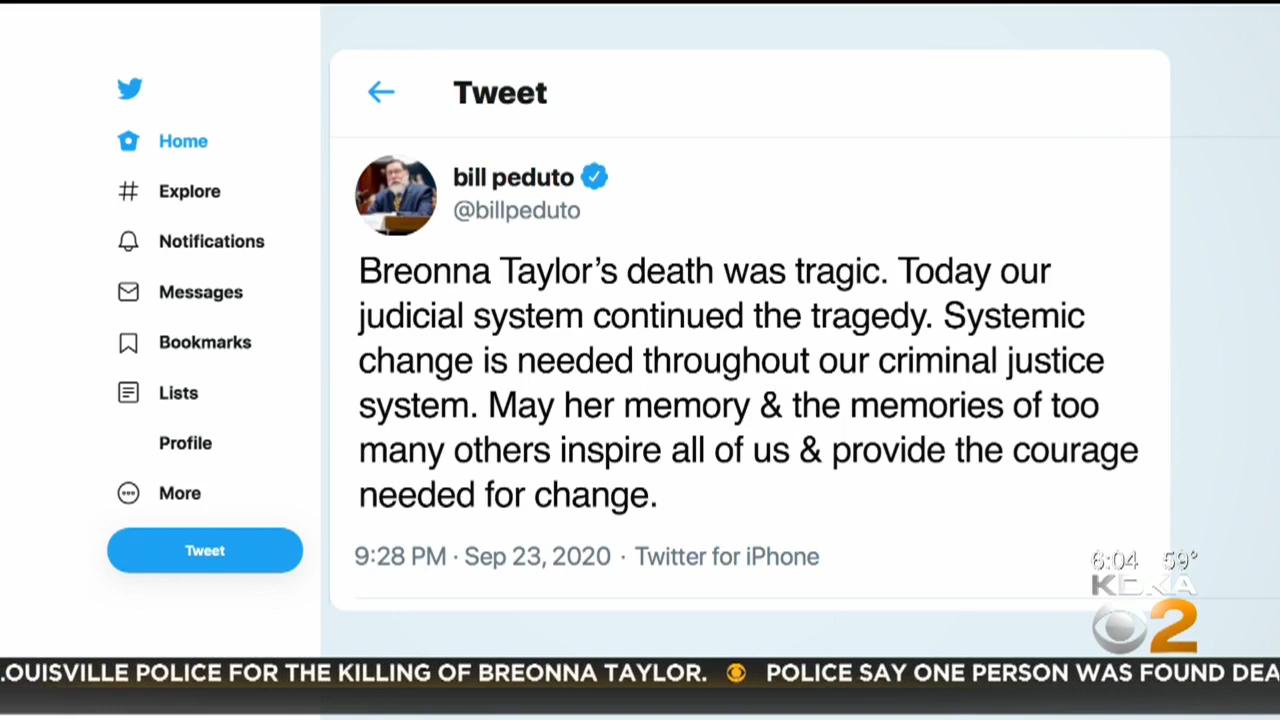 Tweet
Home
Explore
Notifications
Messages
Bookmarks
Lists
Profile
More
Tweet
bill peduto
@billpeduto
Breonna Taylor's death was tragic. Today our
judicial system continued the tragedy. Systemic
change is needed throughout our criminal justice
system. May her memory & the memories of too
many others inspire all of us & provide the courage
needed for change.
9:28 PM · Sep 23, 2020 · Twitter for iPhone
6:04 59°
KDKA
2
.OUISVILLE POLICE FOR THE KILLING OF BREONNA TAYLOR. POLICE SAY ONE PERSON WAS FOUND DEA